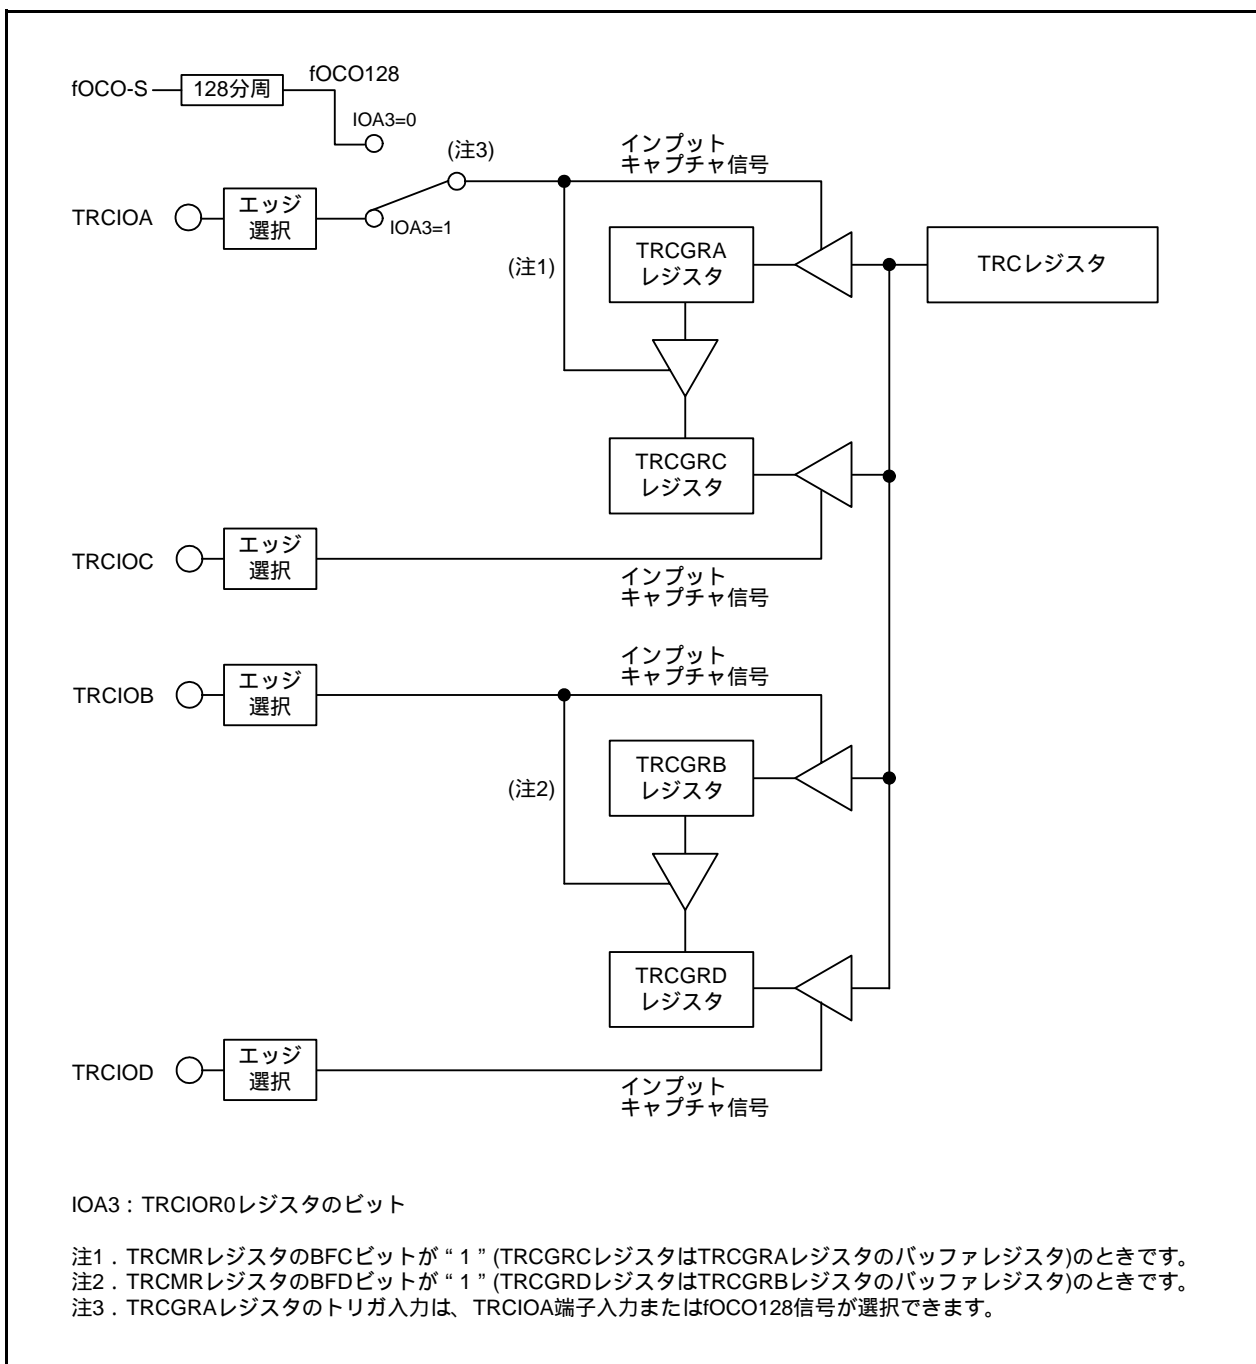 fOCO-S
128分周
fOCO128
IOA3=0
(注3)
インプット
キャプチャ信号
TRCIOA
エッジ
選択
IOA3=1
(注1)
TRCGRA
レジスタ
TRCレジスタ
TRCGRC
レジスタ
TRCIOC
エッジ
選択
インプット
キャプチャ信号
インプット
キャプチャ信号
TRCIOB
エッジ
選択
(注2)
TRCGRB
レジスタ
TRCGRD
レジスタ
TRCIOD
エッジ
選択
インプット
キャプチャ信号
IOA3：TRCIOR0レジスタのビット
注1．TRCMRレジスタのBFCビットが“1”(TRCGRCレジスタはTRCGRAレジスタのバッファレジスタ)のときです。
注2．TRCMRレジスタのBFDビットが“1”(TRCGRDレジスタはTRCGRBレジスタのバッファレジスタ)のときです。
注3．TRCGRAレジスタのトリガ入力は、TRCIOA端子入力またはfOCO128信号が選択できます。